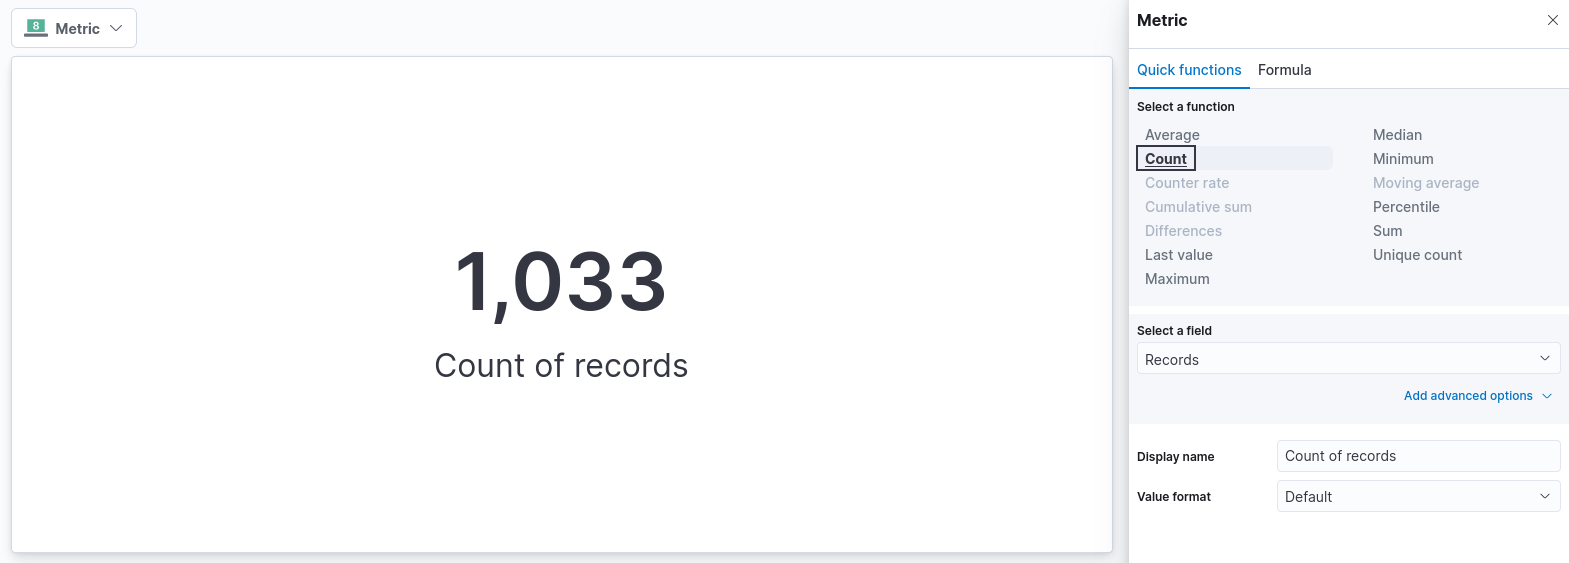 8 Metric
1,033
Count of records
Metric
Quick functions Formula
Select a function
Average Median
Count Minimum
Counter rate Moving average
Cumulative sum Percentile
Differences Sum
Last value Unique count
Maximum
Select a field
Records
Add advanced options
Display name Count of records
Value format Default